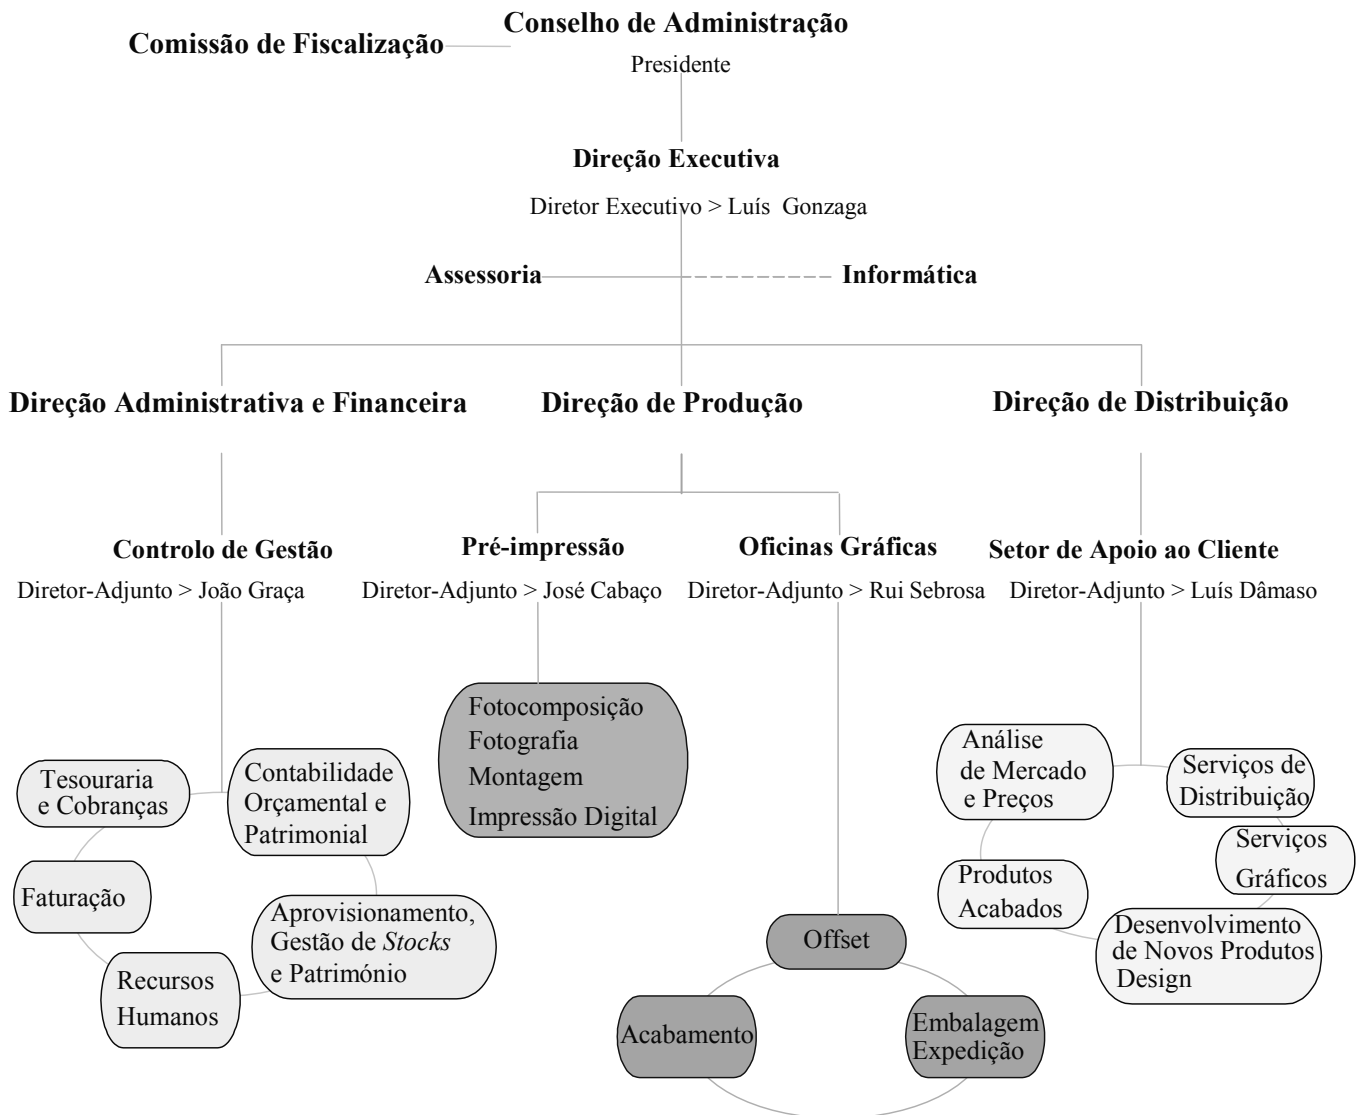 Conselho de Administração
Comissão de Fiscalização
Presidente
Direção Executiva
Diretor Executivo > Luís Gonzaga
Assessoria
Informática
Direção Administrativa e Financeira
Direção de Produção
Direção de Distribuição
Controlo de Gestão
Diretor-Adjunto > João Graça
Pré-impressão
Diretor-Adjunto > José Cabaço
Oficinas Gráficas
Diretor-Adjunto > Rui Sebrosa
Setor de Apoio ao Cliente
Diretor-Adjunto > Luís Dâmaso
Tesouraria
e Cobranças
Contabilidade
Orçamental e
Patrimonial
Faturação
Aprovisionamento,
Gestão de Stocks
e Património
Recursos
Humanos
Fotocomposição
Fotografia
Montagem
Impressão Digital
Offset
Acabamento
Embalagem
Expedição
Análise
de Mercado
e Preços
Serviços de
Distribuição
Serviços
Gráficos
Produtos
Acabados
Desenvolvimento
de Novos Produtos
Design